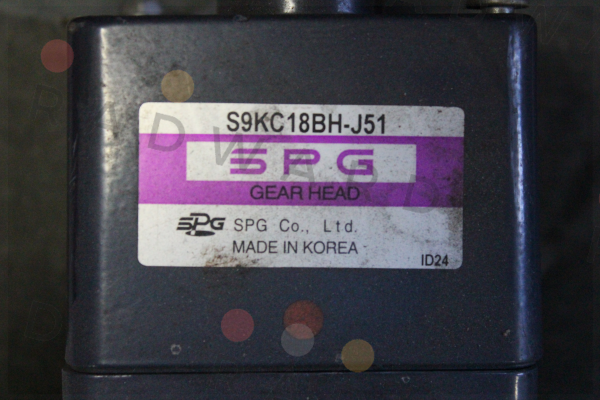 S9KC18BH-J51
SPG
GEAR HEAD
SPG SPG Co., Ltd.
MADE IN KOREA
ID24